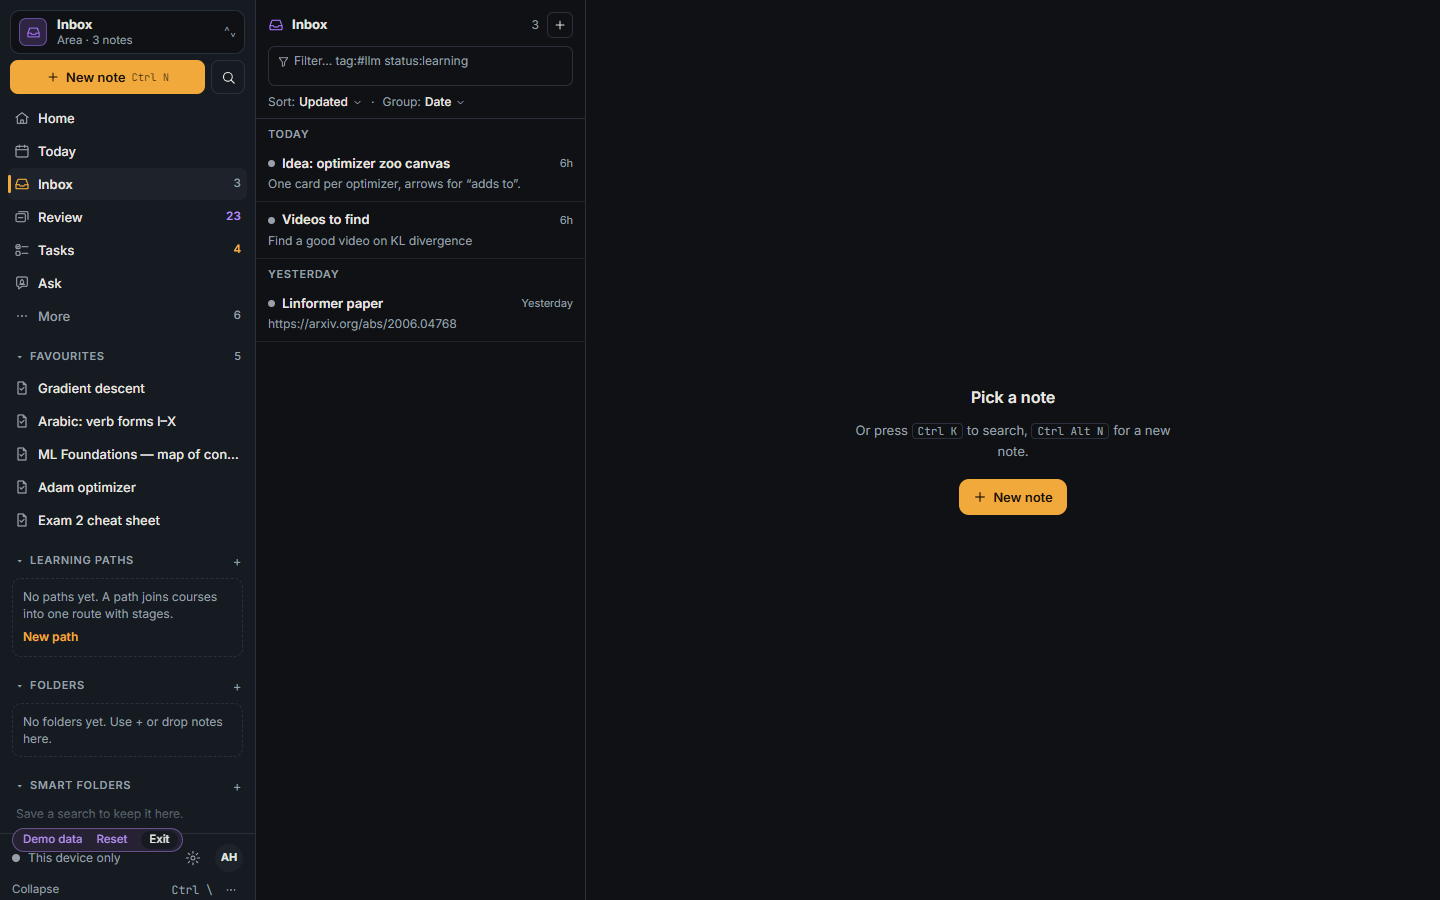 Inbox
Area · 3 notes
+ New note Ctrl N
Home
Today
Inbox 3
Review 23
Tasks 4
Ask
More 6
FAVOURITES 5
Gradient descent
Arabic: verb forms I–X
ML Foundations — map of con...
Adam optimizer
Exam 2 cheat sheet
LEARNING PATHS +
No paths yet. A path joins courses
into one route with stages.
New path
FOLDERS +
No folders yet. Use + or drop notes
here.
SMART FOLDERS +
Save a search to keep it here.
Demo data Reset Exit
This device only AH
Collapse Ctrl \ ...
Inbox 3 +
Filter... tag:#llm status:learning
Sort: Updated · Group: Date
TODAY
Idea: optimizer zoo canvas 6h
One card per optimizer, arrows for “adds to”.
Videos to find 6h
Find a good video on KL divergence
YESTERDAY
Linformer paper Yesterday
https://arxiv.org/abs/2006.04768
Pick a note
Or press Ctrl K to search, Ctrl Alt N for a new
note.
+ New note